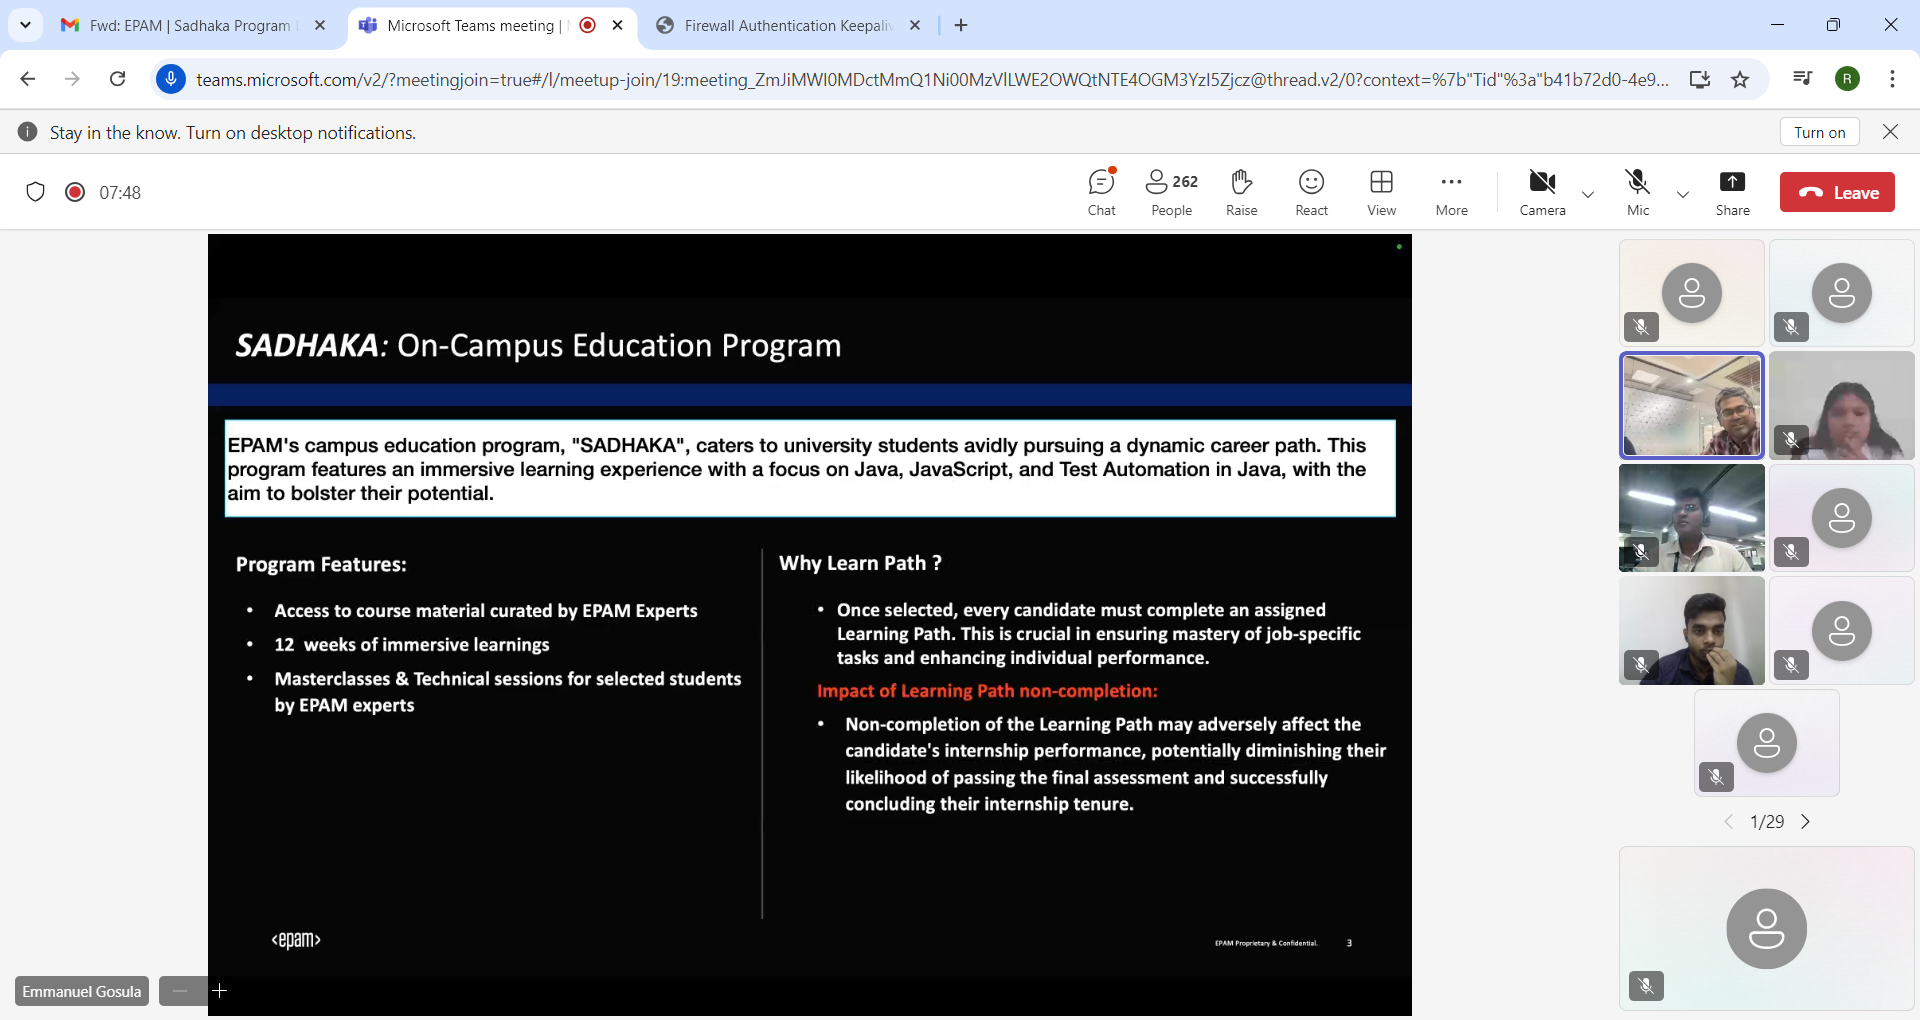 Fwd: EPAM | Sadhaka Program
Microsoft Teams meeting |
Firewall Authentication Keepaliv
teams.microsoft.com/v2/?meetingjoin=true#/l/meetup-join/19:meeting_ZmJiMWI0MDctMmQ1Ni00MzVlLWE2OWQtNTE4OGM3YzI5Zjcz@thread.v2/0?context=%7b"Tid"%3a"b41b72d0-4e9...
R
Stay in the know. Turn on desktop notifications.
Turn on
07:48
Chat
262
People
Raise
React
View
More
Camera
Mic
Share
Leave
SADHAKA: On-Campus Education Program
EPAM's campus education program, "SADHAKA", caters to university students avidly pursuing a dynamic career path. This
program features an immersive learning experience with a focus on Java, JavaScript, and Test Automation in Java, with the
aim to bolster their potential.
Program Features:
• Access to course material curated by EPAM Experts
• 12 weeks of immersive learnings
• Masterclasses & Technical sessions for selected students
by EPAM experts
Why Learn Path ?
• Once selected, every candidate must complete an assigned
Learning Path. This is crucial in ensuring mastery of job-specific
tasks and enhancing individual performance.
Impact of Learning Path non-completion:
• Non-completion of the Learning Path may adversely affect the
candidate's internship performance, potentially diminishing their
likelihood of passing the final assessment and successfully
concluding their internship tenure.
<epam>
EPAM Proprietary & Confidential.
3
1/29
Emmanuel Gosula